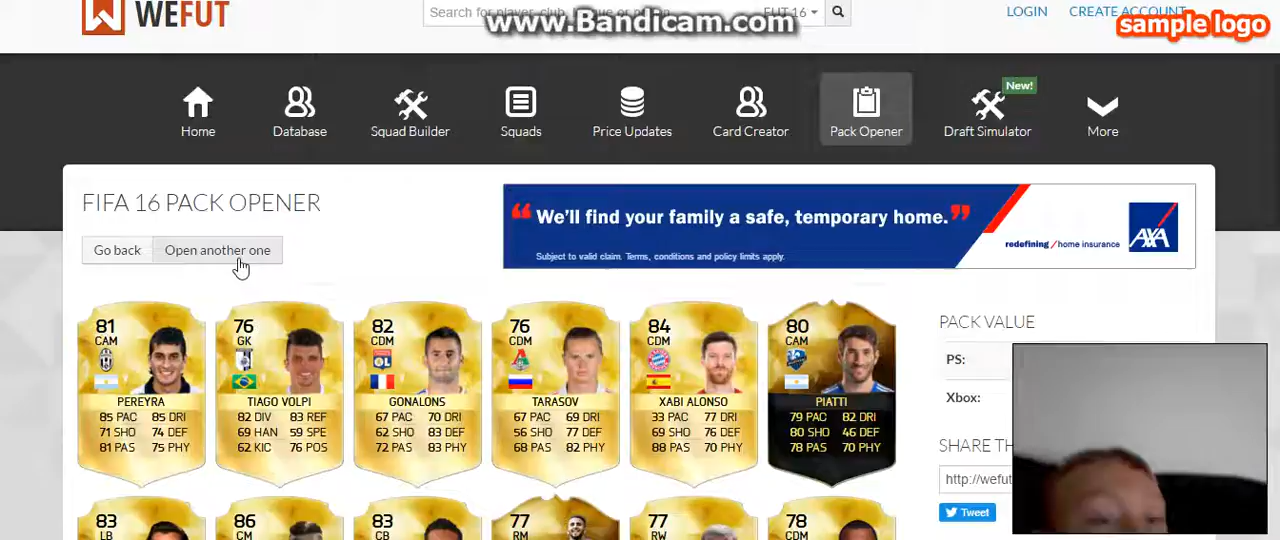 WEFUT
Search for player, club,
FUT 16
www.Bandicam.com
LOGIN
CREATE ACCOUNT
sample logo
New!
Home
Database
Squad Builder
Squads
Price Updates
Card Creator
Pack Opener
Draft Simulator
More
FIFA 16 PACK OPENER
Go back
Open another one
“We'll find your family a safe, temporary home.”
Subject to valid claim. Terms, conditions and policy limits apply.
redefining / home insurance
AXA
81
CAM
PEREYRA
85 PAC 85 DRI
71 SHO 74 DEF
81 PAS 75 PHY
76
GK
TIAGO VOLPI
82 DIV 83 REF
69 HAN 59 SPE
62 KIC 76 POS
82
CDM
OL
GONALONS
67 PAC 70 DRI
62 SHO 83 DEF
72 PAS 83 PHY
76
CDM
TARASOV
67 PAC 69 DRI
56 SHO 77 DEF
68 PAS 82 PHY
84
CDM
XABI ALONSO
33 PAC 77 DRI
69 SHO 76 DEF
88 PAS 70 PHY
80
CAM
PIATTI
79 PAC 82 DRI
80 SHO 46 DEF
78 PAS 70 PHY
83
LB
86
CM
83
CB
77
RM
77
RW
78
CDM
PACK VALUE
PS:
Xbox:
SHARE TH
http://wefut
Tweet